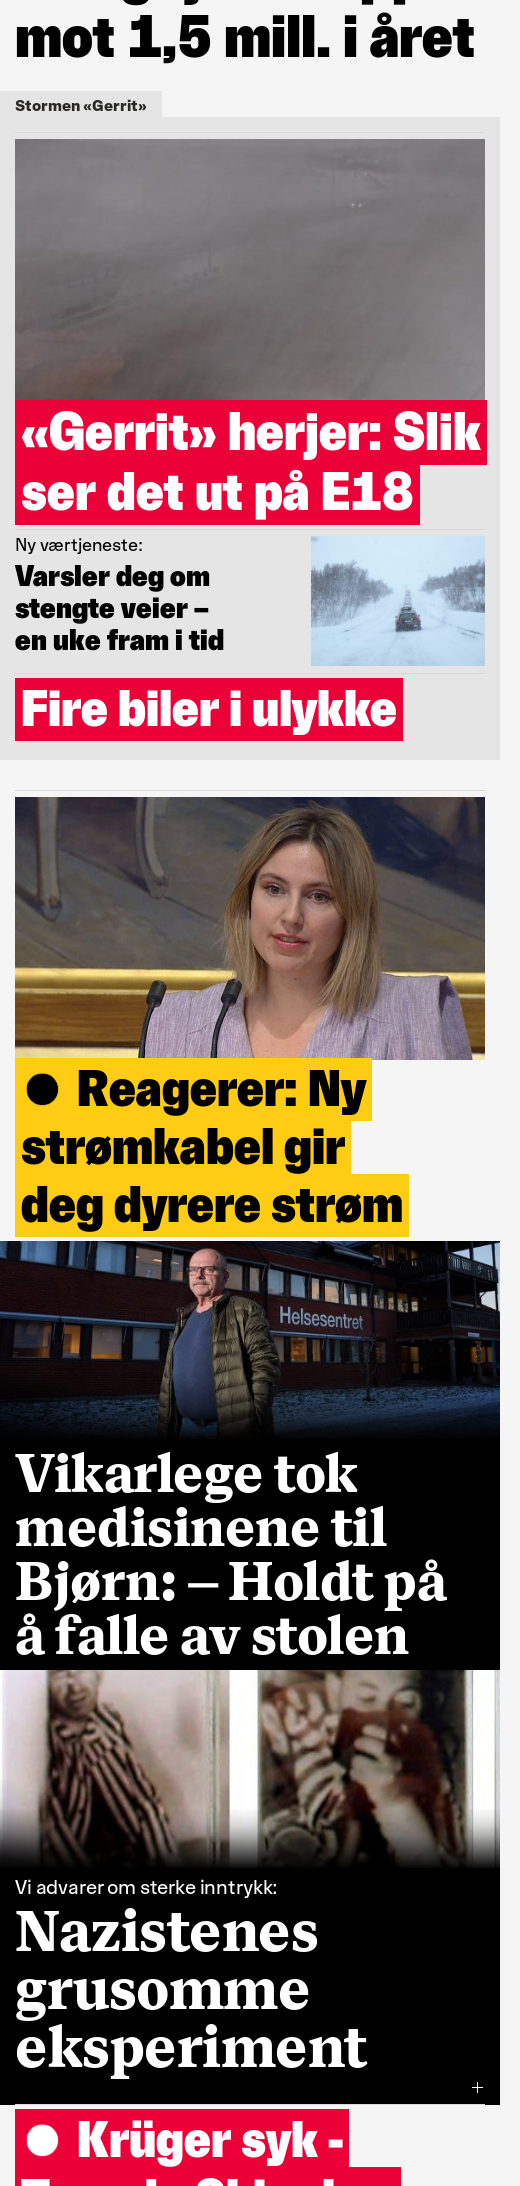 mot 1,5 mill. i året
Stormen «Gerrit»
«Gerrit» herjer: Slik
ser det ut på E18
Ny værtjeneste:
Varsler deg om
stengte veier –
en uke fram i tid
Fire biler i ulykke
● Reagerer: Ny
strømkabel gir
deg dyrere strøm
Helsesentret
Vikarlege tok
medisinene til
Bjørn: – Holdt på
å falle av stolen
Vi advarer om sterke inntrykk:
Nazistenes
grusomme
eksperiment
+
● Krüger syk -